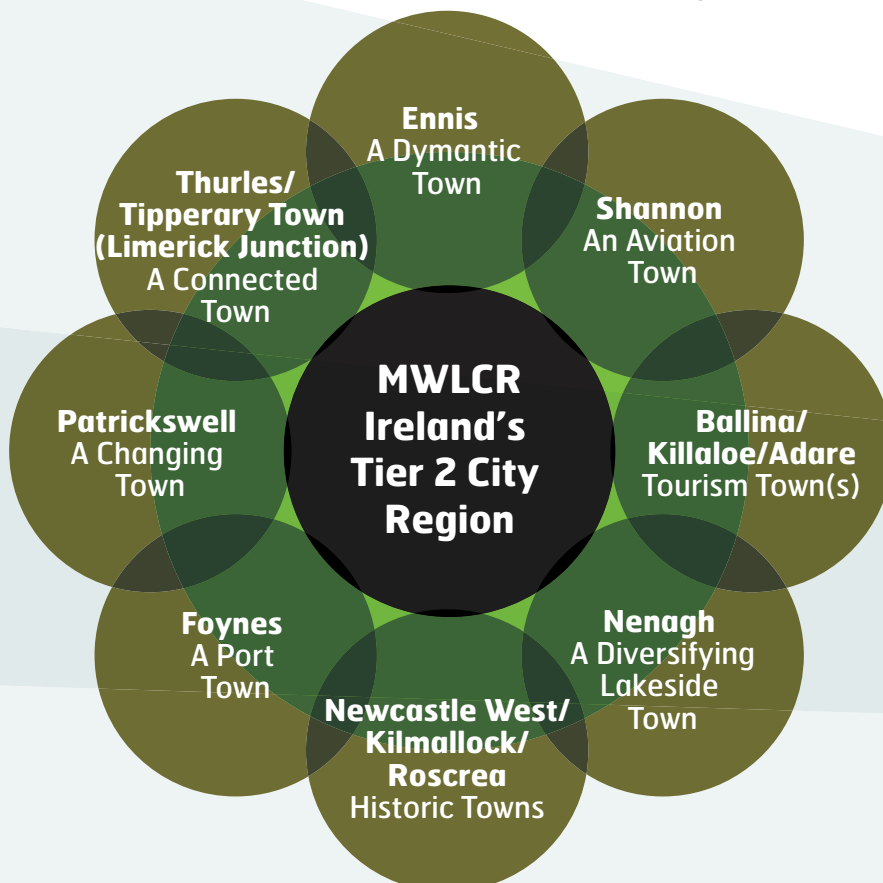 Ennis
A Dymantic
Town
Shannon
An Aviation
Town
Ballina/
Killaloe/Adare
Tourism Town(s)
Nenagh
A Diversifying
Lakeside
Town
Newcastle West/
Kilmallock/
Roscrea
Historic Towns
Foynes
A Port
Town
Patrickswell
A Changing
Town
Thurles/
Tipperary Town
(Limerick Junction)
A Connected
Town
MWLCR
Ireland's
Tier 2 City
Region